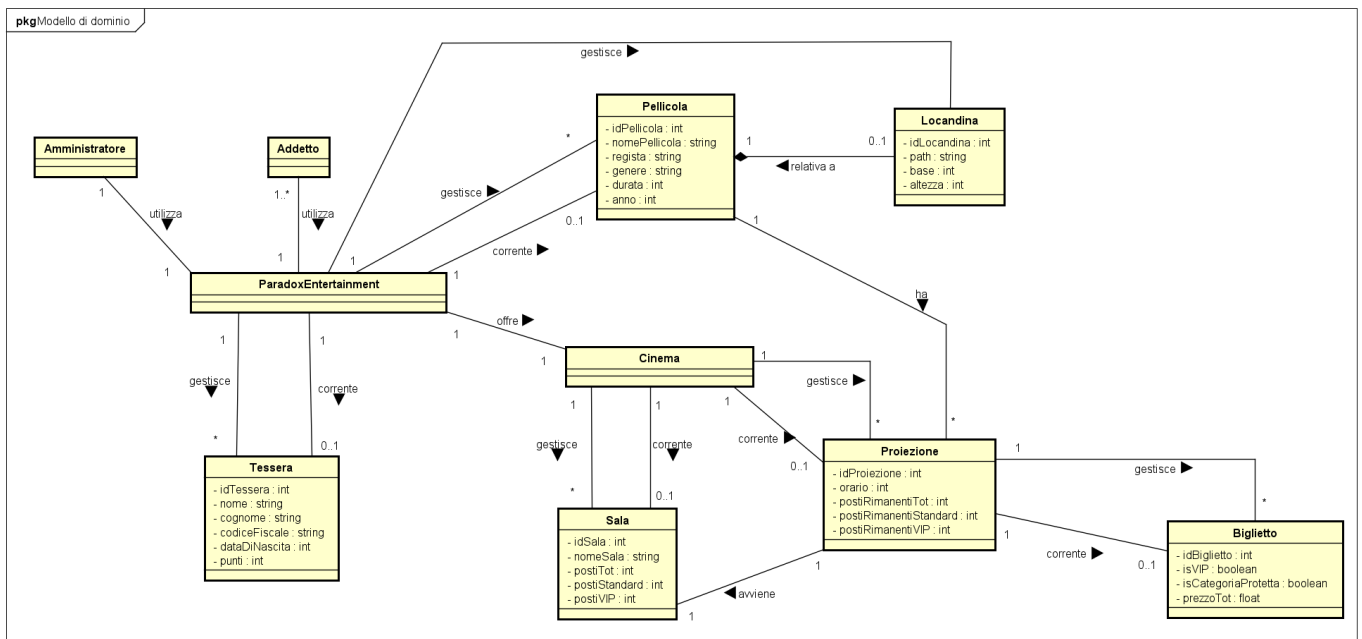 pkg Modello di dominio
gestisce ▶
Pellicola
- idPellicola : int
- nomePellicola : string
- regista : string
- genere : string
- durata : int
- anno : int
Locandina
- idLocandina : int
- path : string
- base : int
- altezza : int
1
0..1
◀ relativa a
Amministratore
1
utilizza
1
Addetto
1..*
utilizza
1
*
gestisce ▶
1
0..1
corrente ▶
1
1
ha
*
ParadoxEntertainment
1
offre ▶
1
Cinema
1
gestisce ▶
*
1
gestisce
*
1
corrente
0..1
Tessera
- idTessera : int
- nome : string
- cognome : string
- codiceFiscale : string
- dataDiNascita : int
- punti : int
1
gestisce
*
1
corrente
0..1
1
corrente ▶
0..1
Sala
- idSala : int
- nomeSala : string
- postiTot : int
- postiStandard : int
- postiVIP : int
Proiezione
- idProiezione : int
- orario : int
- postiRimanentiTot : int
- postiRimanentiStandard : int
- postiRimanentiVIP : int
1
gestisce ▶
*
1
corrente ▶
0..1
1
◀ avviene
1
Biglietto
- idBiglietto : int
- isVIP : boolean
- isCategoriaProtetta : boolean
- prezzoTot : float